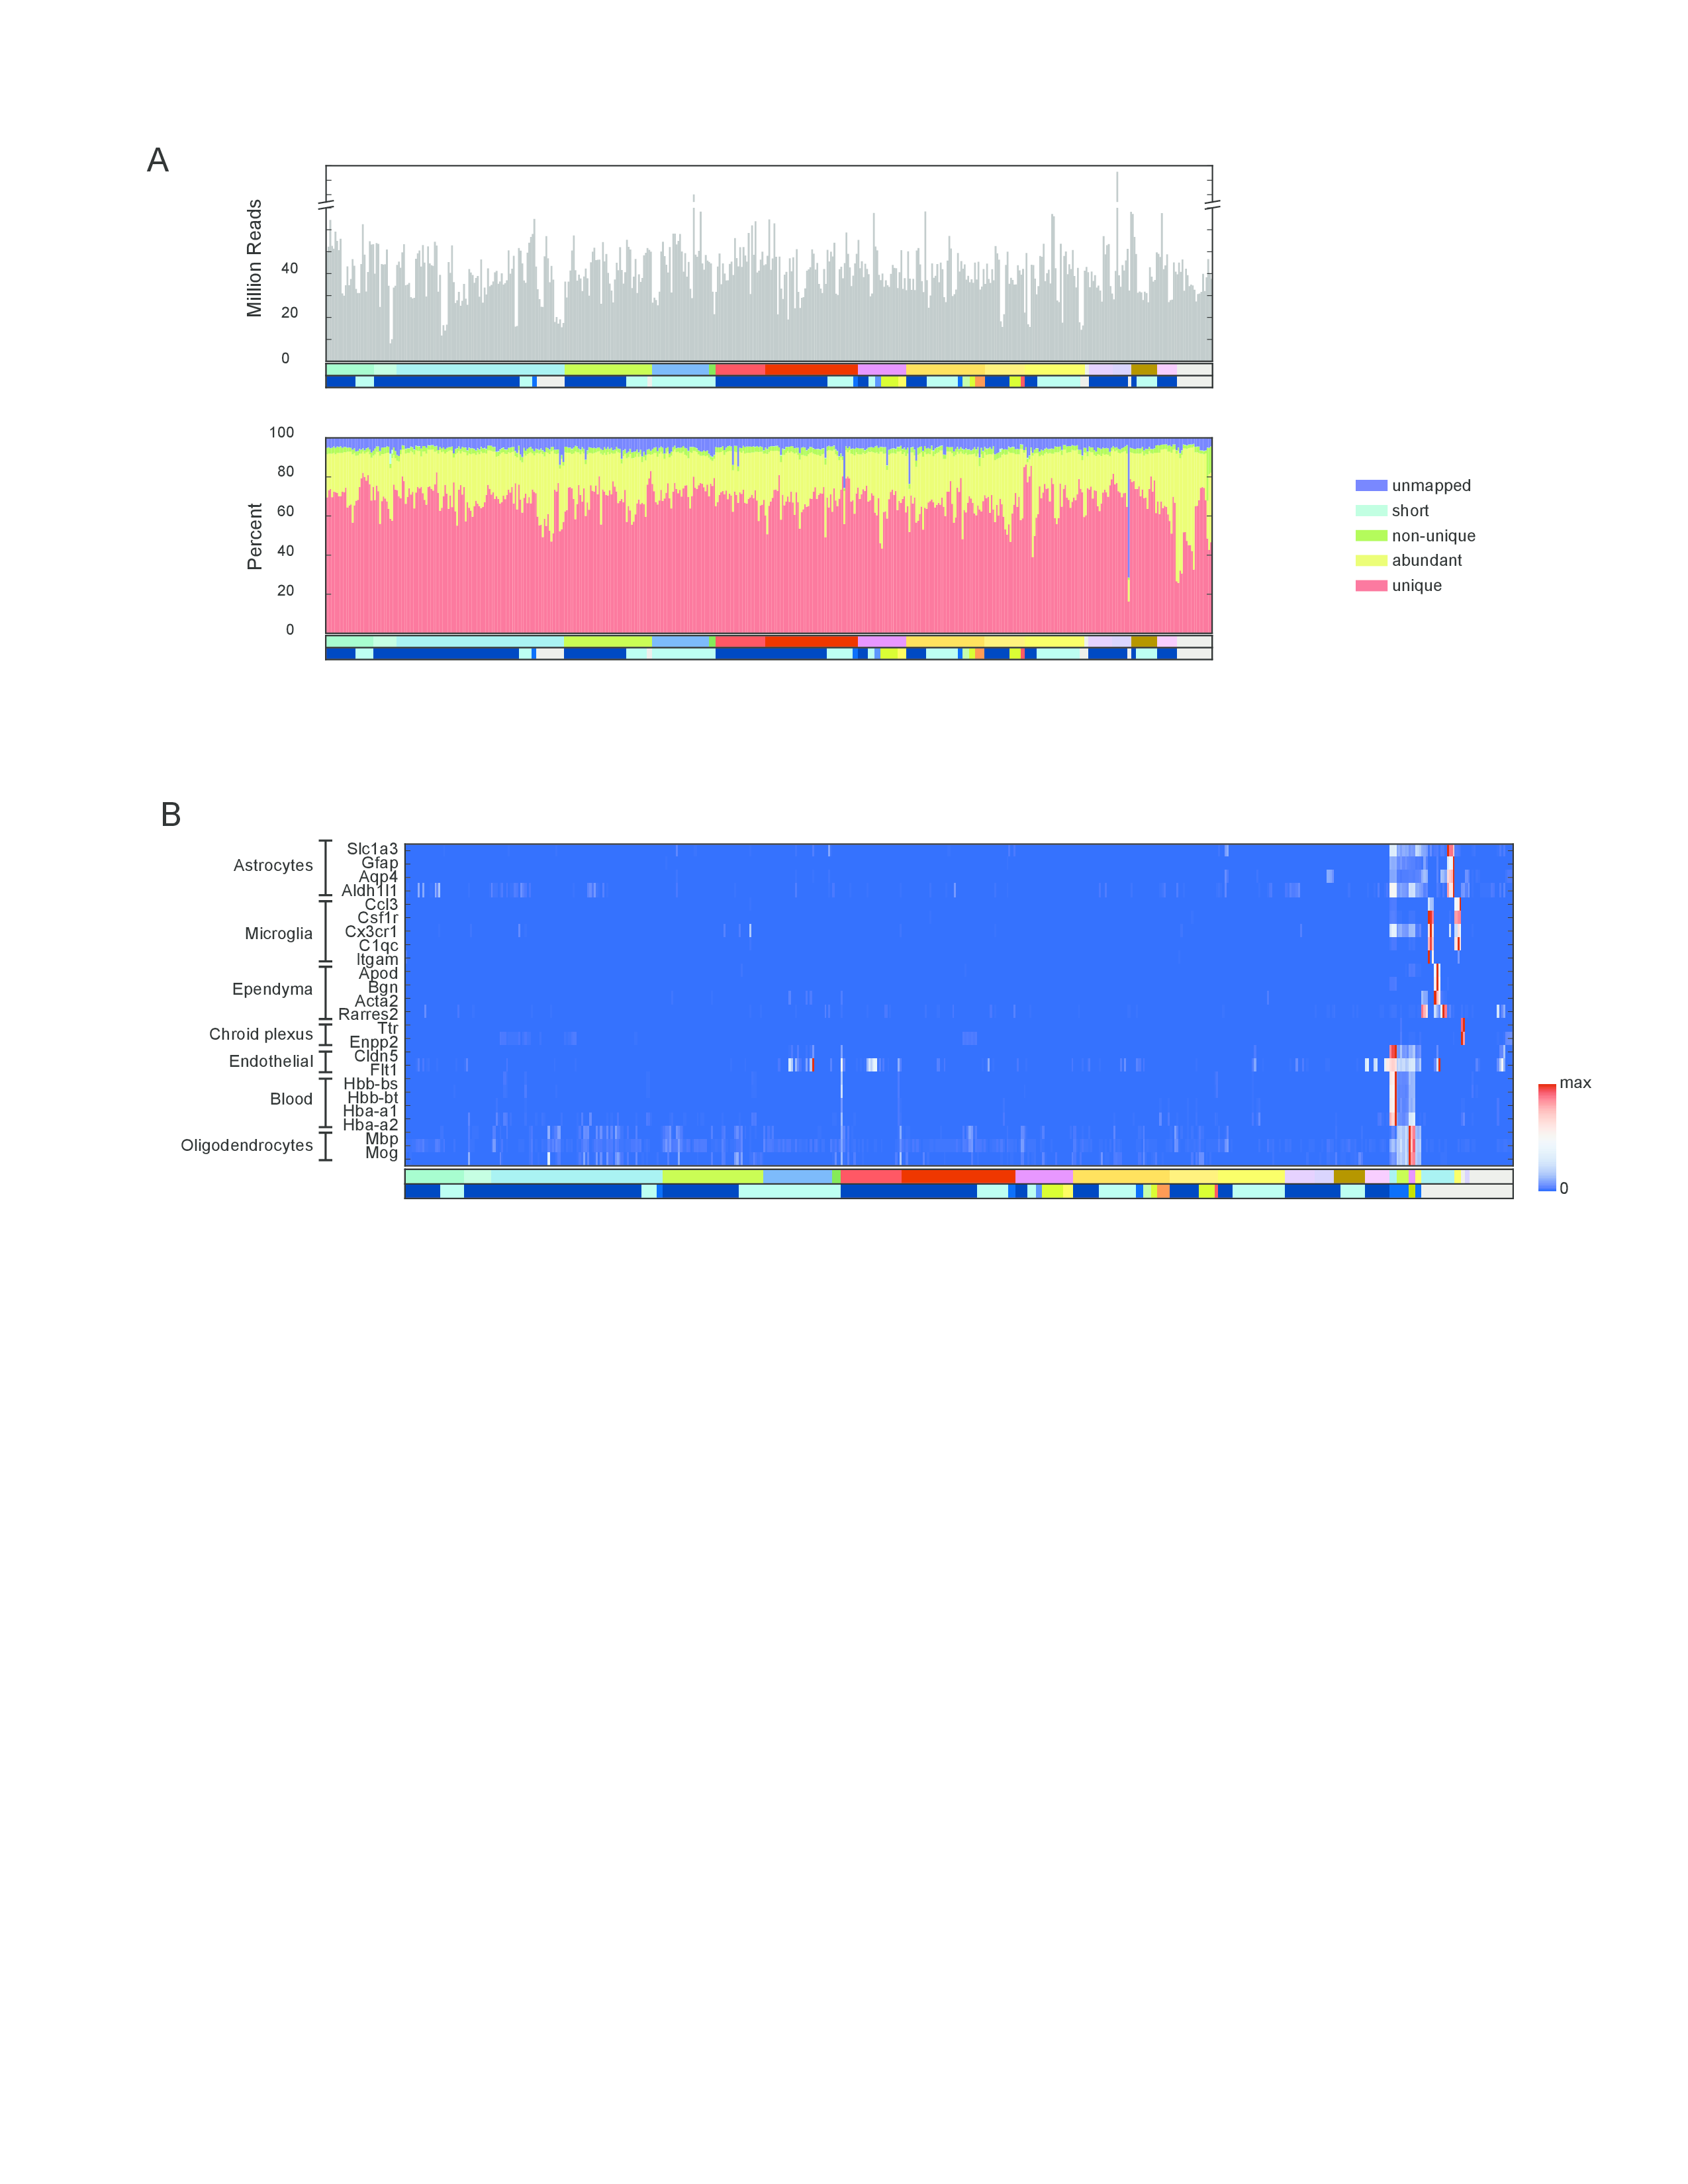 A
Million Reads
40
20
0
100
80
60
40
20
0
Percent
unmapped
short
non-unique
abundant
unique
B
Astrocytes
Slc1a3
Gfap
Aqp4
Aldh1l1
Microglia
Ccl3
Csf1r
Cx3cr1
C1qc
Itgam
Ependyma
Apod
Bgn
Acta2
Rarres2
Chroid plexus
Ttr
Enpp2
Endothelial
Cldn5
Flt1
Blood
Hbb-bs
Hbb-bt
Hba-a1
Hba-a2
Oligodendrocytes
Mbp
Mog
max
0